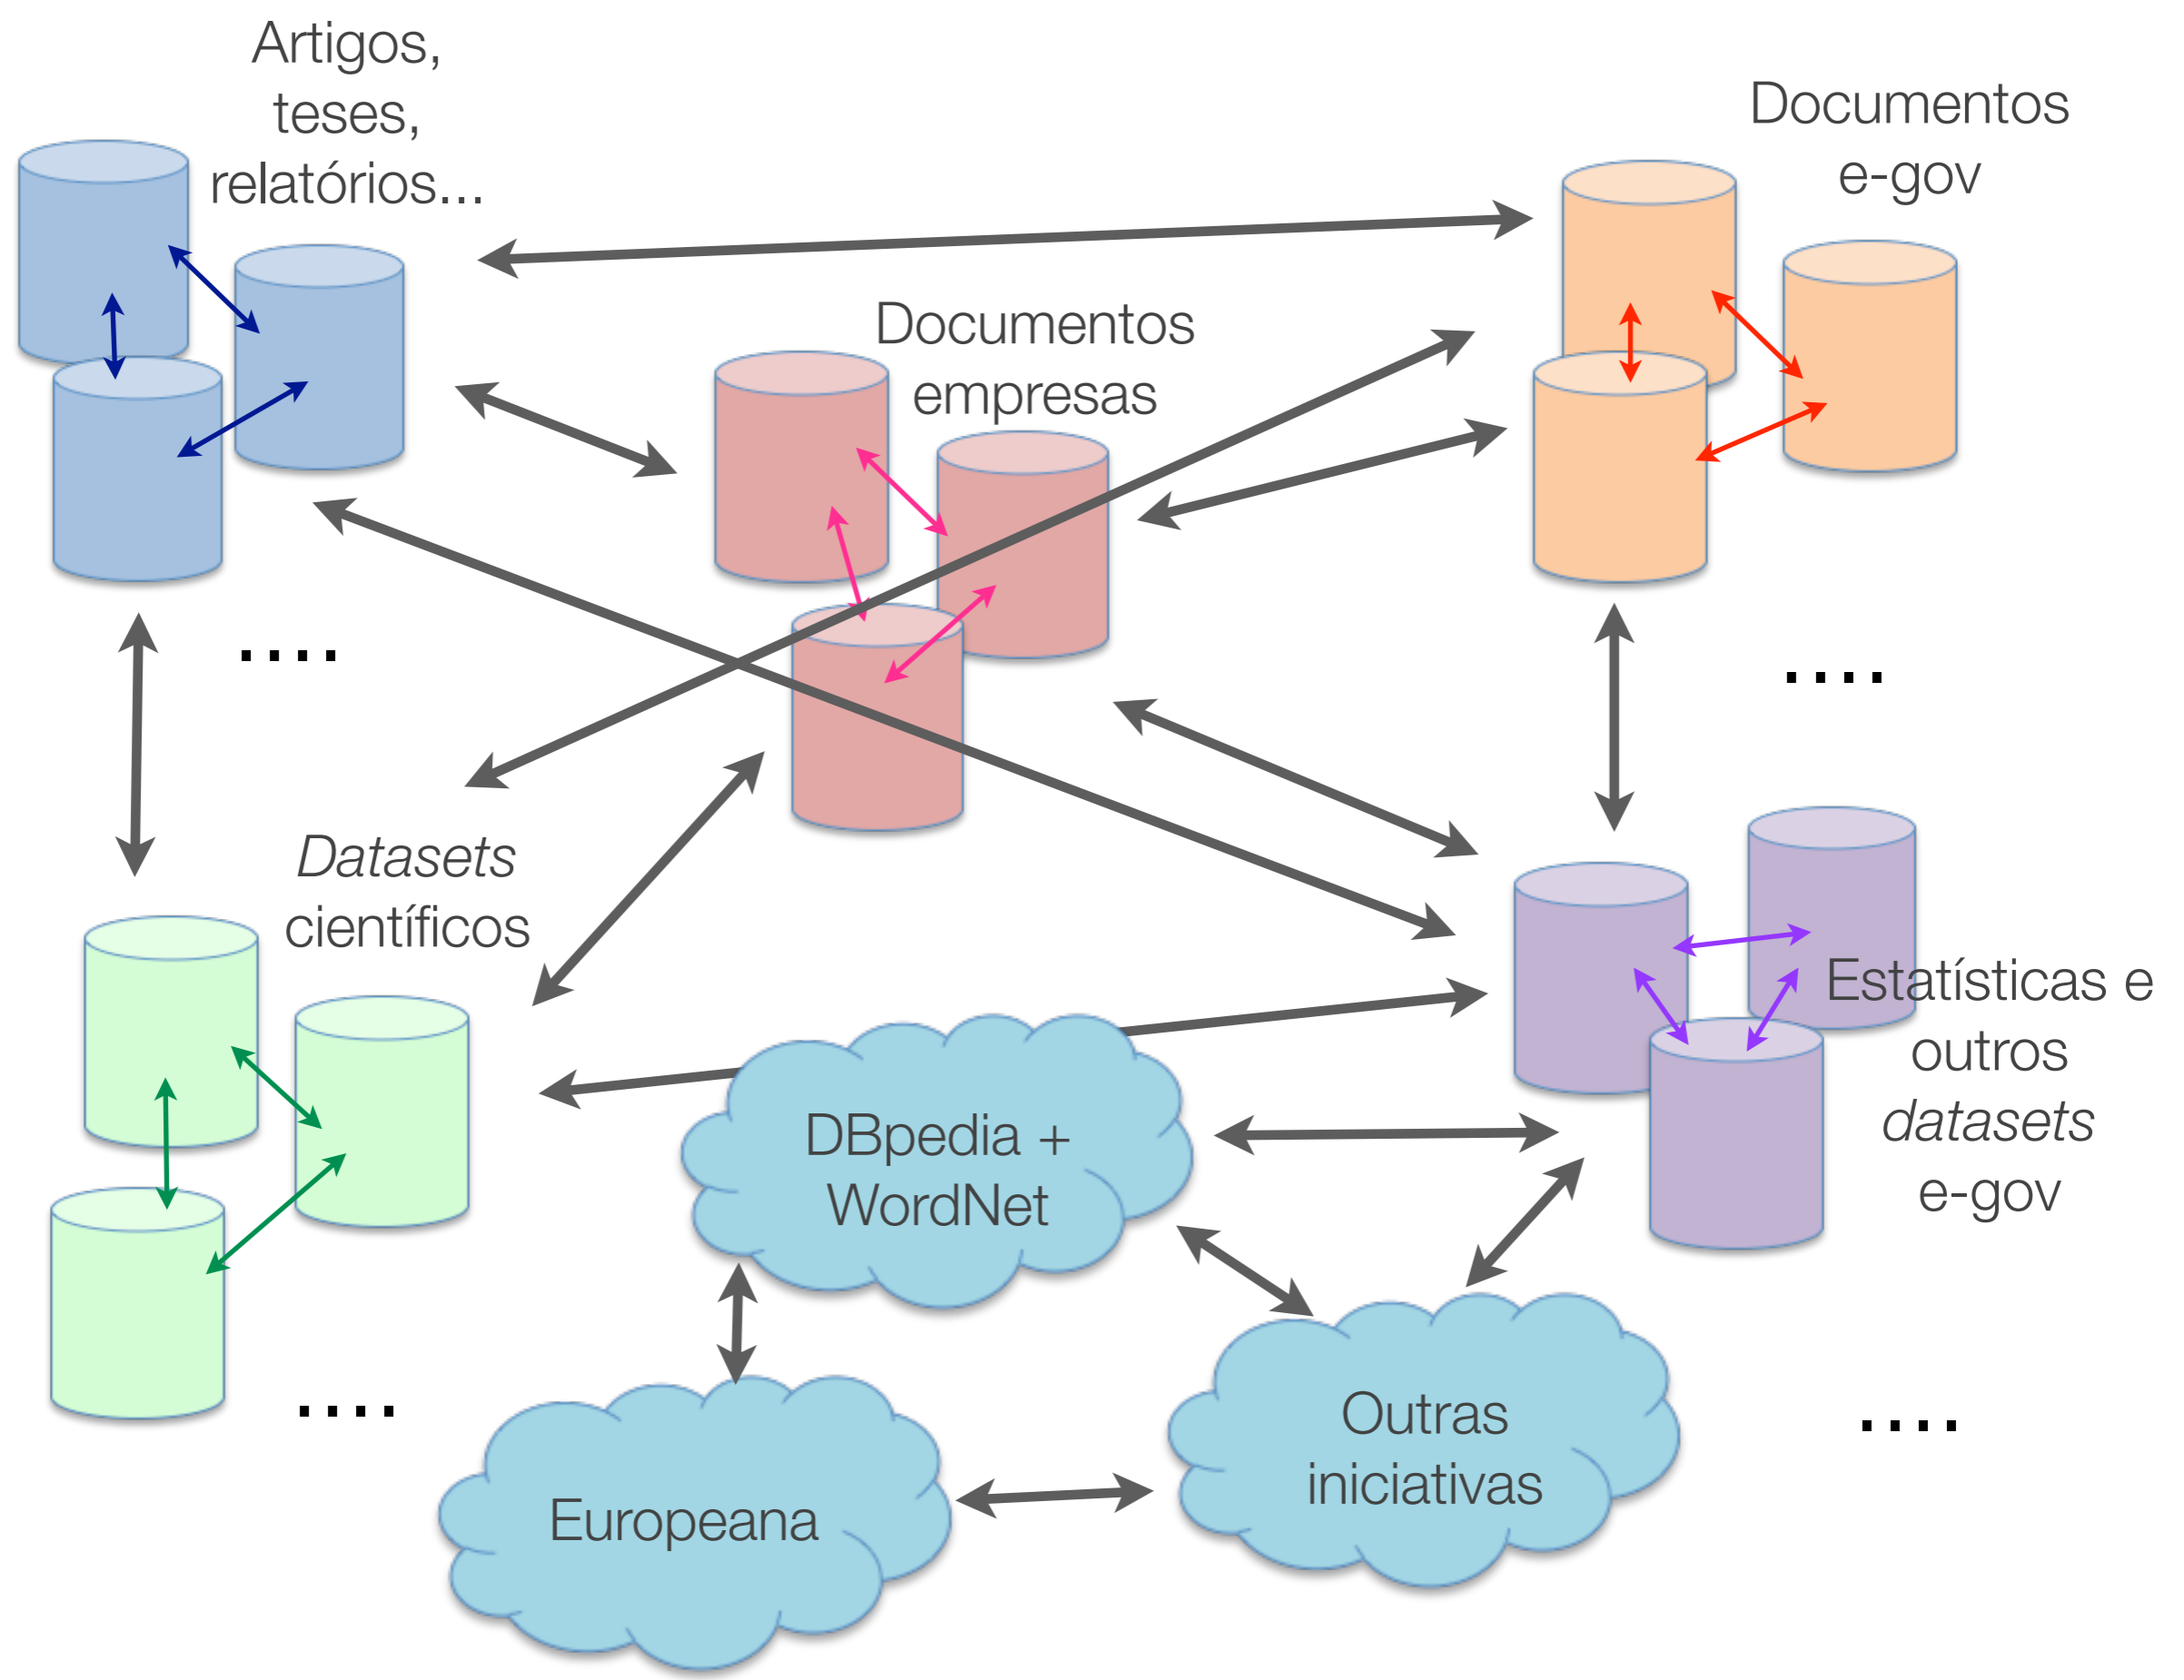 Artigos,
teses,
relatórios...
Documentos
e-gov
Documentos
empresas
....
....
Datasets
científicos
Estatísticas e
outros
datasets
e-gov
DBpedia +
WordNet
Outras
iniciativas
....
....
Europeana